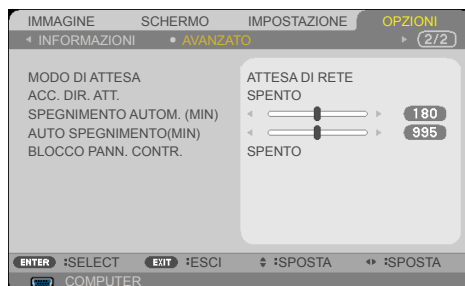 IMMAGINE SCHERMO IMPOSTAZIONE OPZIONI
INFORMAZIONI AVANZATO (2/2)
MODO DI ATTESA ATTESA DI RETE
ACC. DIR. ATT. SPENTO
SPEGNIMENTO AUTOM. (MIN) 180
AUTO SPEGNIMENTO(MIN) 995
BLOCCO PANN. CONTR. SPENTO
ENTER :SELECT EXIT :ESCI :SPOSTA :SPOSTA
COMPUTER